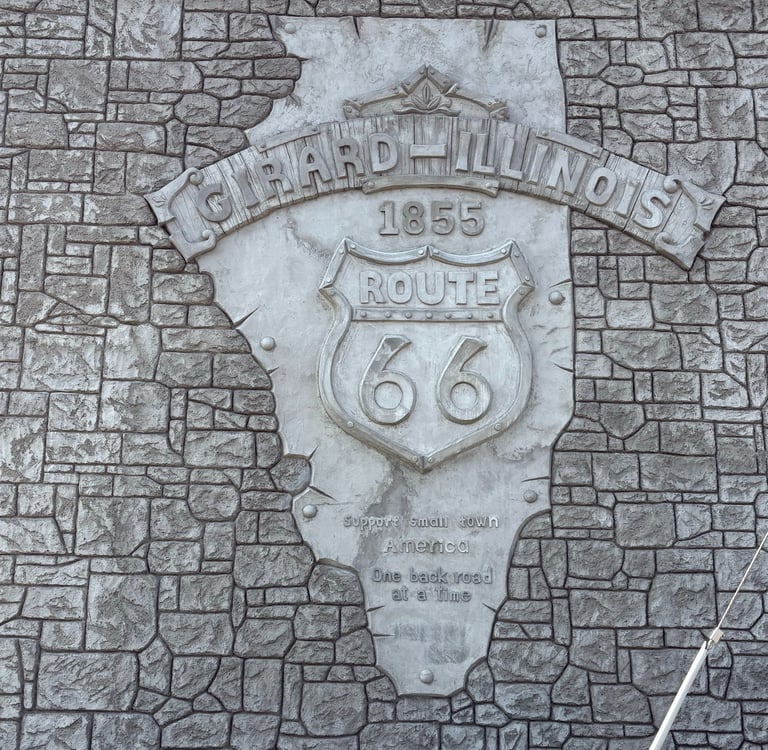 GIRARD-ILLINOIS
1855
ROUTE
66
Support small town
America
One back road
at a time